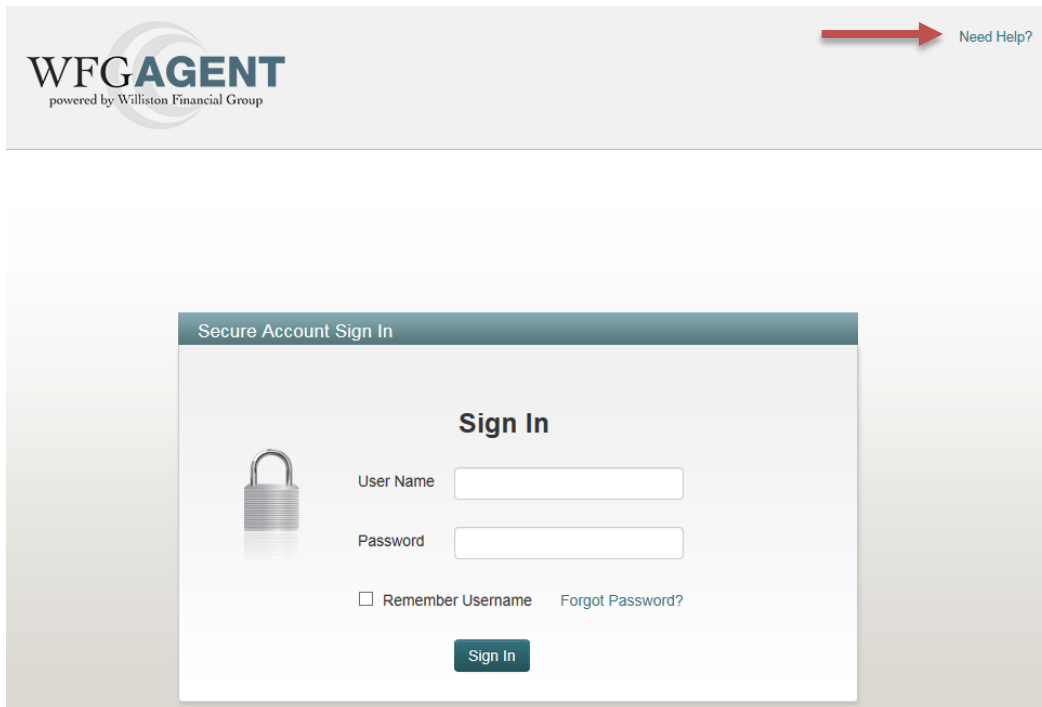 Need Help?
WFGAGENT
powered by Williston Financial Group
Secure Account Sign In
Sign In
User Name
Password
Remember Username Forgot Password?
Sign In